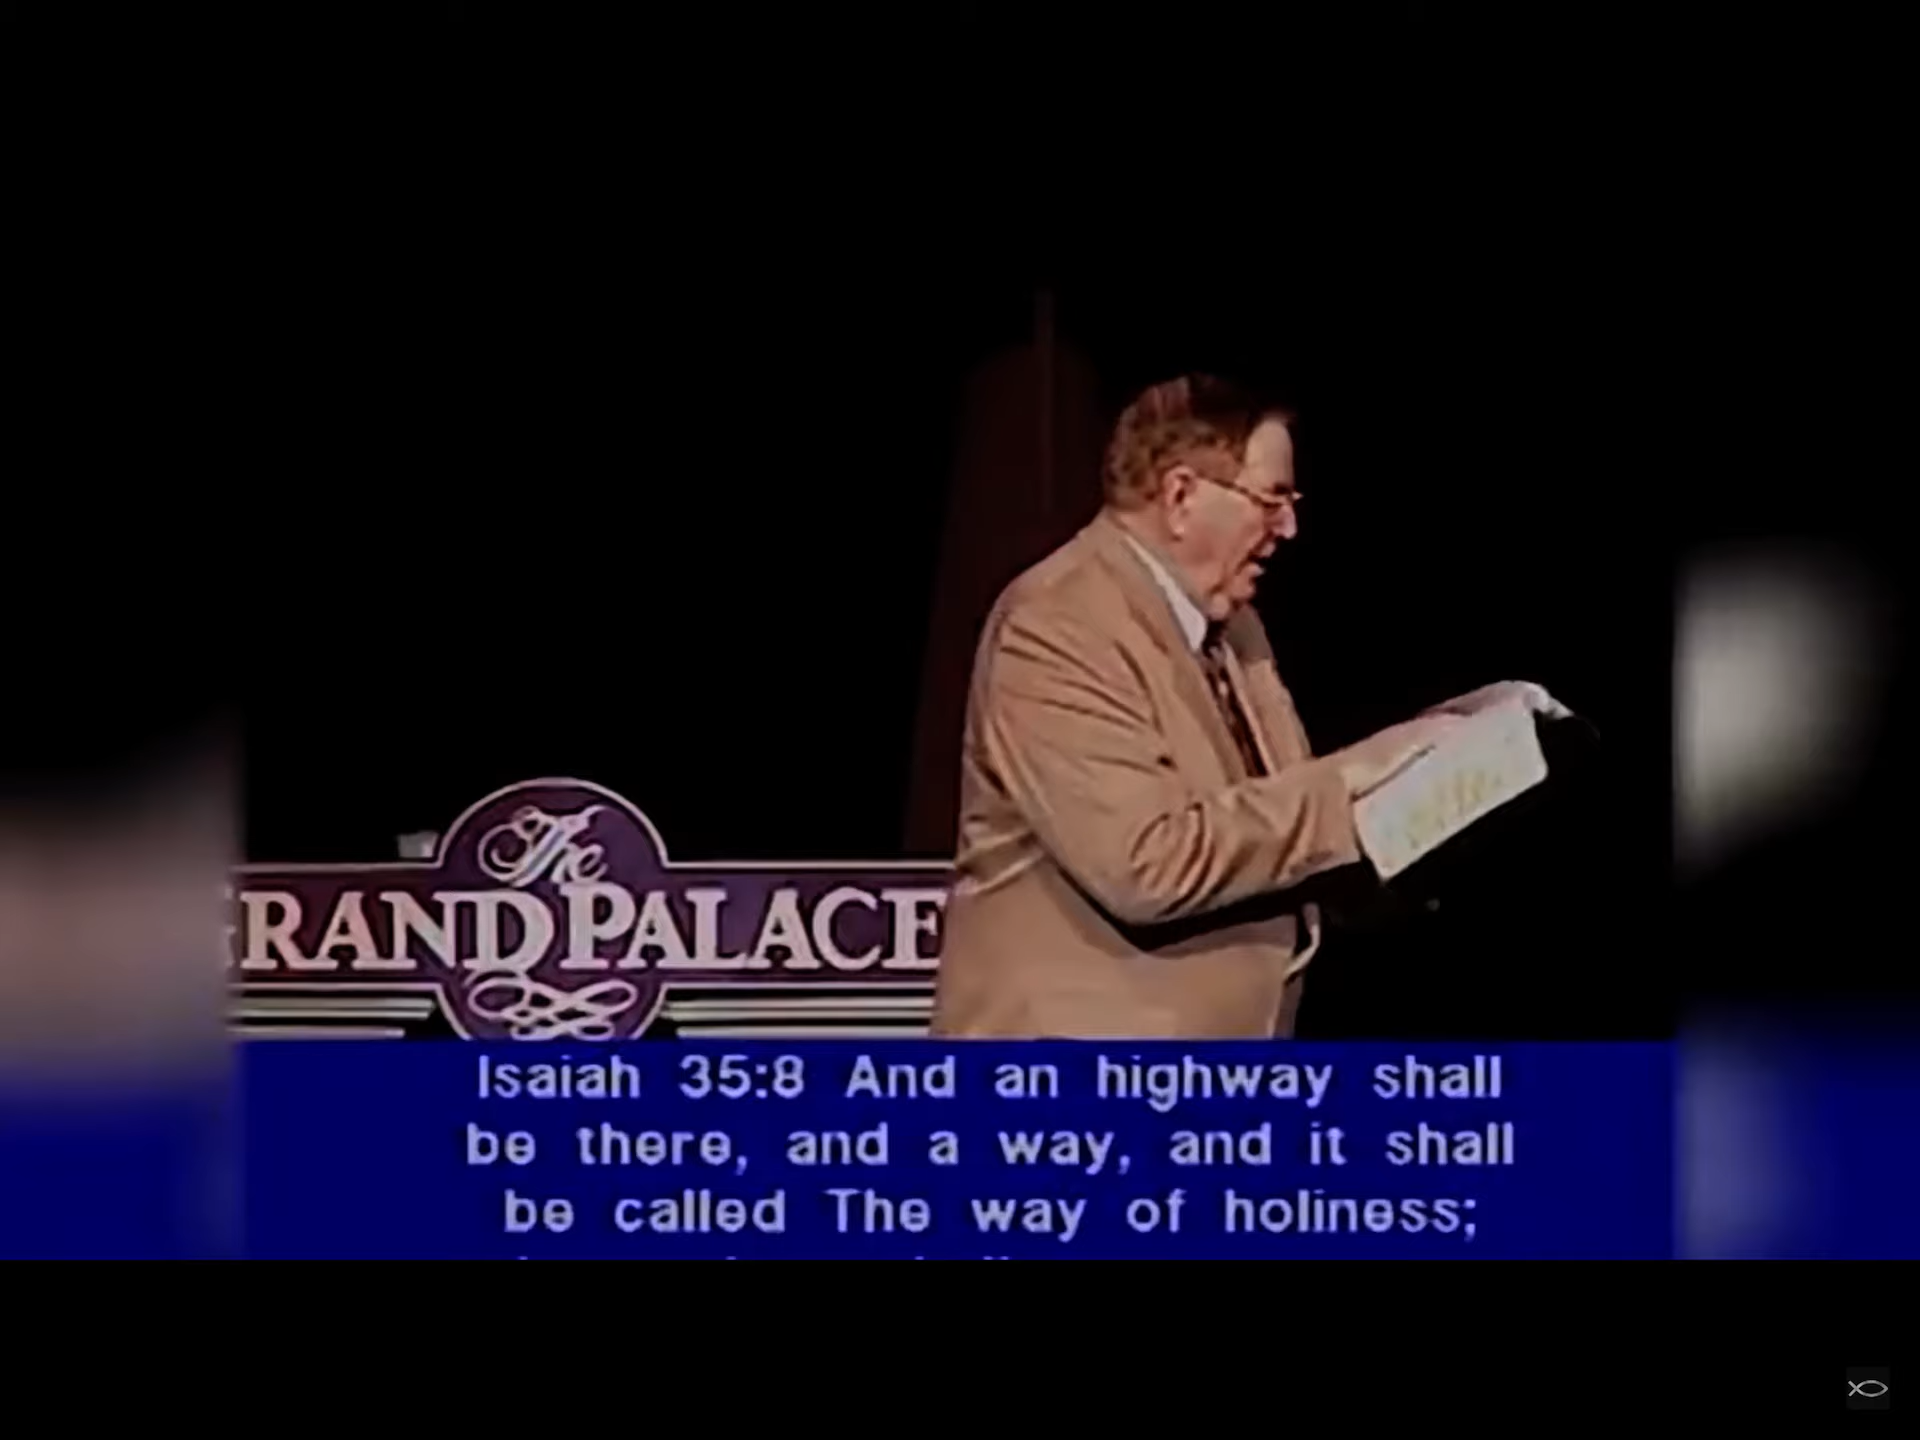 The
GRAND PALACE
Isaiah 35:8 And an highway shall
be there, and a way, and it shall
be called The way of holiness;